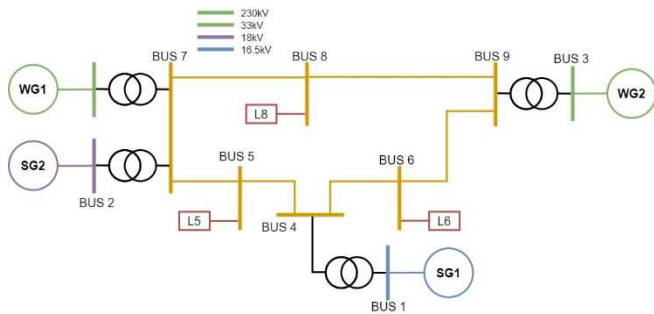 230kV
33kV
18kV
16.5kV
BUS 7
BUS 8
BUS 9
BUS 3
WG1
WG2
L8
SG2
BUS 5
BUS 6
BUS 2
L5
BUS 4
L6
SG1
BUS 1